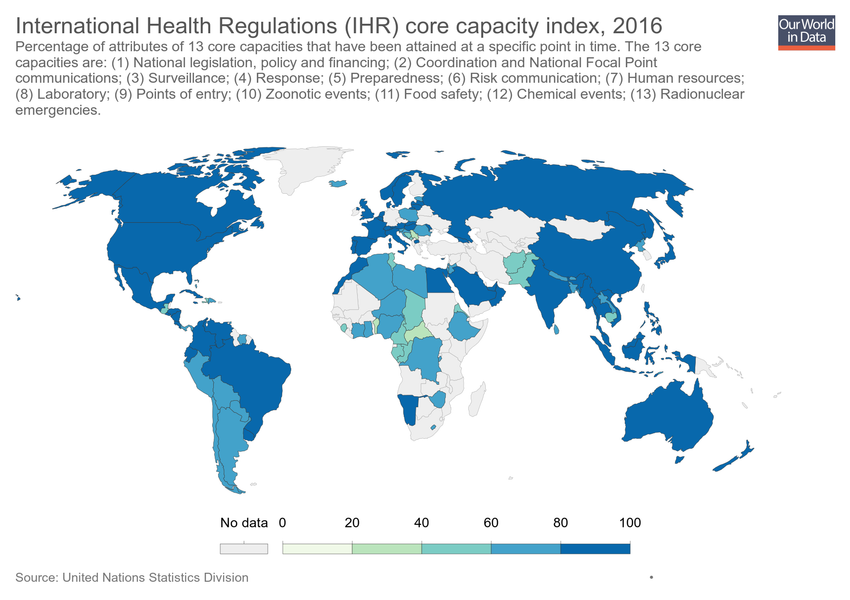 International Health Regulations (IHR) core capacity index, 2016
Our World
in Data
Percentage of attributes of 13 core capacities that have been attained at a specific point in time. The 13 core
capacities are: (1) National legislation, policy and financing; (2) Coordination and National Focal Point
communications; (3) Surveillance; (4) Response; (5) Preparedness; (6) Risk communication; (7) Human resources;
(8) Laboratory; (9) Points of entry; (10) Zoonotic events; (11) Food safety; (12) Chemical events; (13) Radionuclear
emergencies.
No data 0 20 40 60 80 100
Source: United Nations Statistics Division